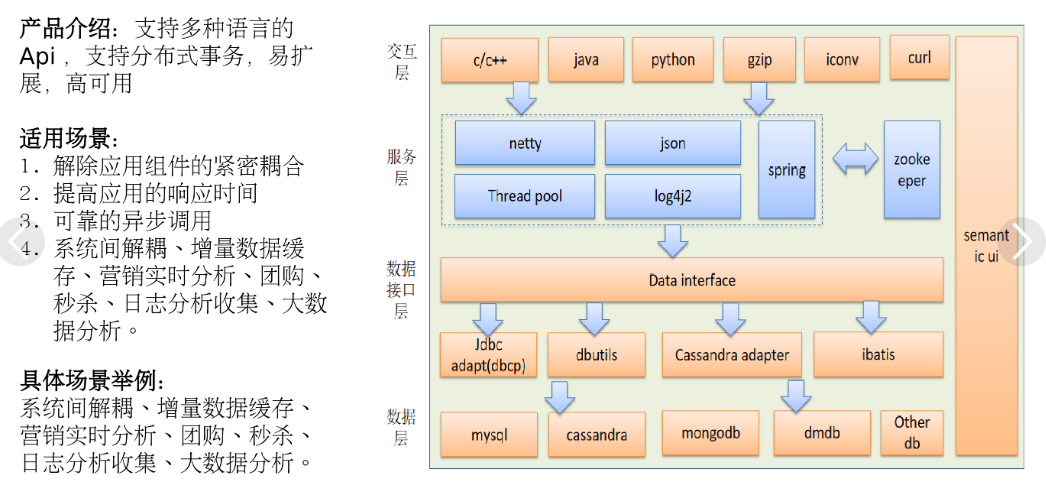 产品介绍：支持多种语言的
Api ，支持分布式事务，易扩
展，高可用
适用场景：
1. 解除应用组件的紧密耦合
2. 提高应用的响应时间
3. 可靠的异步调用
4. 系统间解耦、增量数据缓
存、营销实时分析、团购、
秒杀、日志分析收集、大数
据分析。
具体场景举例：
系统间解耦、增量数据缓存、
营销实时分析、团购、秒杀、
日志分析收集、大数据分析。
交互
层
c/c++
java
python
gzip
iconv
curl
服务
层
netty
json
Thread pool
log4j2
spring
zooke
eper
semant
ic ui
数据
接口
层
Data interface
Jdbc
adapt(dbcp)
dbutils
Cassandra adapter
ibatis
数据
层
mysql
cassandra
mongodb
dmdb
Other
db